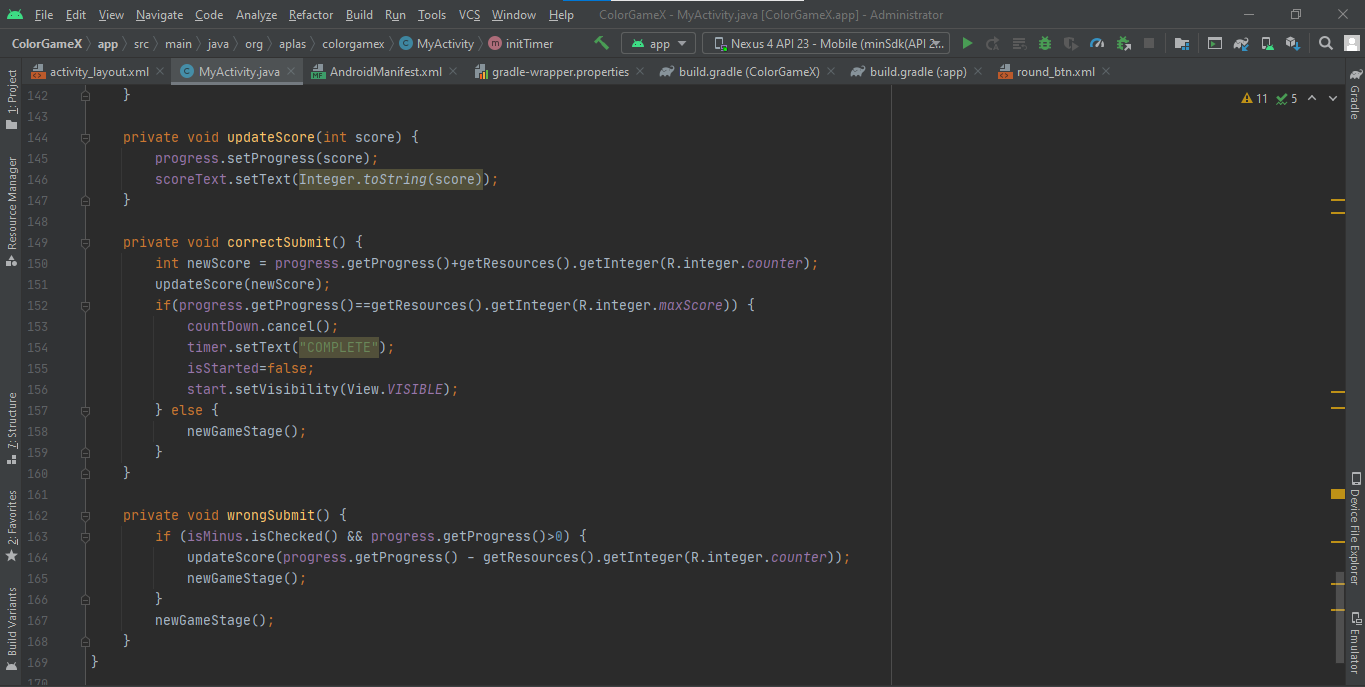 File Edit View Navigate Code Analyze Refactor Build Run Tools VCS Window Help ColorGameX - MyActivity.java [ColorGameX.app] - Administrator
ColorGameX app src main java org aplas colorgamex MyActivity initTimer app Nexus 4 API 23 - Mobile (minSdk(API 2...
activity_layout.xml MyActivity.java AndroidManifest.xml gradle-wrapper.properties build.gradle (ColorGameX) build.gradle (:app) round_btn.xml
1: Project
Resource Manager
7: Structure
2: Favorites
Build Variants
11 5
142 }
143
144 private void updateScore(int score) {
145 progress.setProgress(score);
146 scoreText.setText(Integer.toString(score));
147 }
148
149 private void correctSubmit() {
150 int newScore = progress.getProgress()+getResources().getInteger(R.integer.counter);
151 updateScore(newScore);
152 if(progress.getProgress()==getResources().getInteger(R.integer.maxScore)) {
153 countDown.cancel();
154 timer.setText("COMPLETE");
155 isStarted=false;
156 start.setVisibility(View.VISIBLE);
157 } else {
158 newGameStage();
159 }
160 }
161
162 private void wrongSubmit() {
163 if (isMinus.isChecked() && progress.getProgress()>0) {
164 updateScore(progress.getProgress() - getResources().getInteger(R.integer.counter));
165 newGameStage();
166 }
167 newGameStage();
168 }
169 }
170
Gradle
Device File Explorer
Emulator